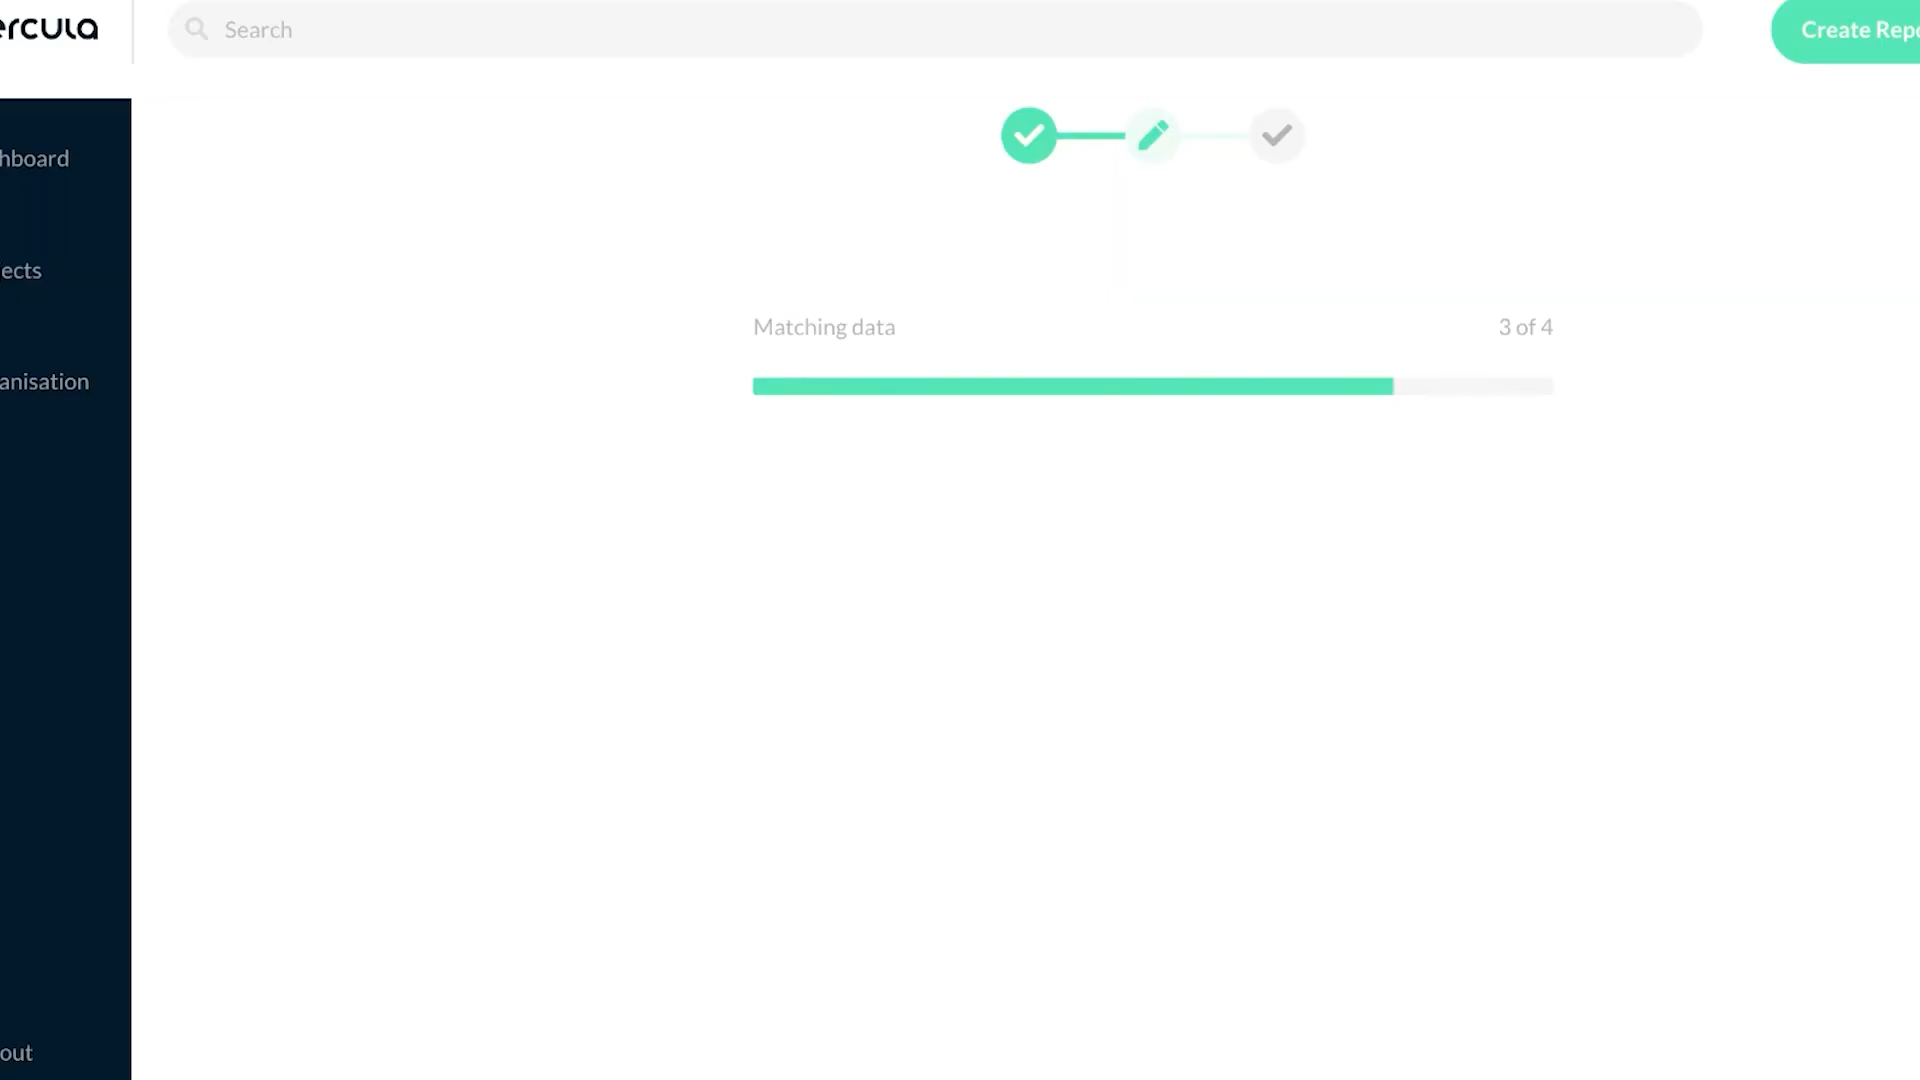 ercula
Search
Create Repo
hboard
ects
anisation
Matching data
3 of 4
out